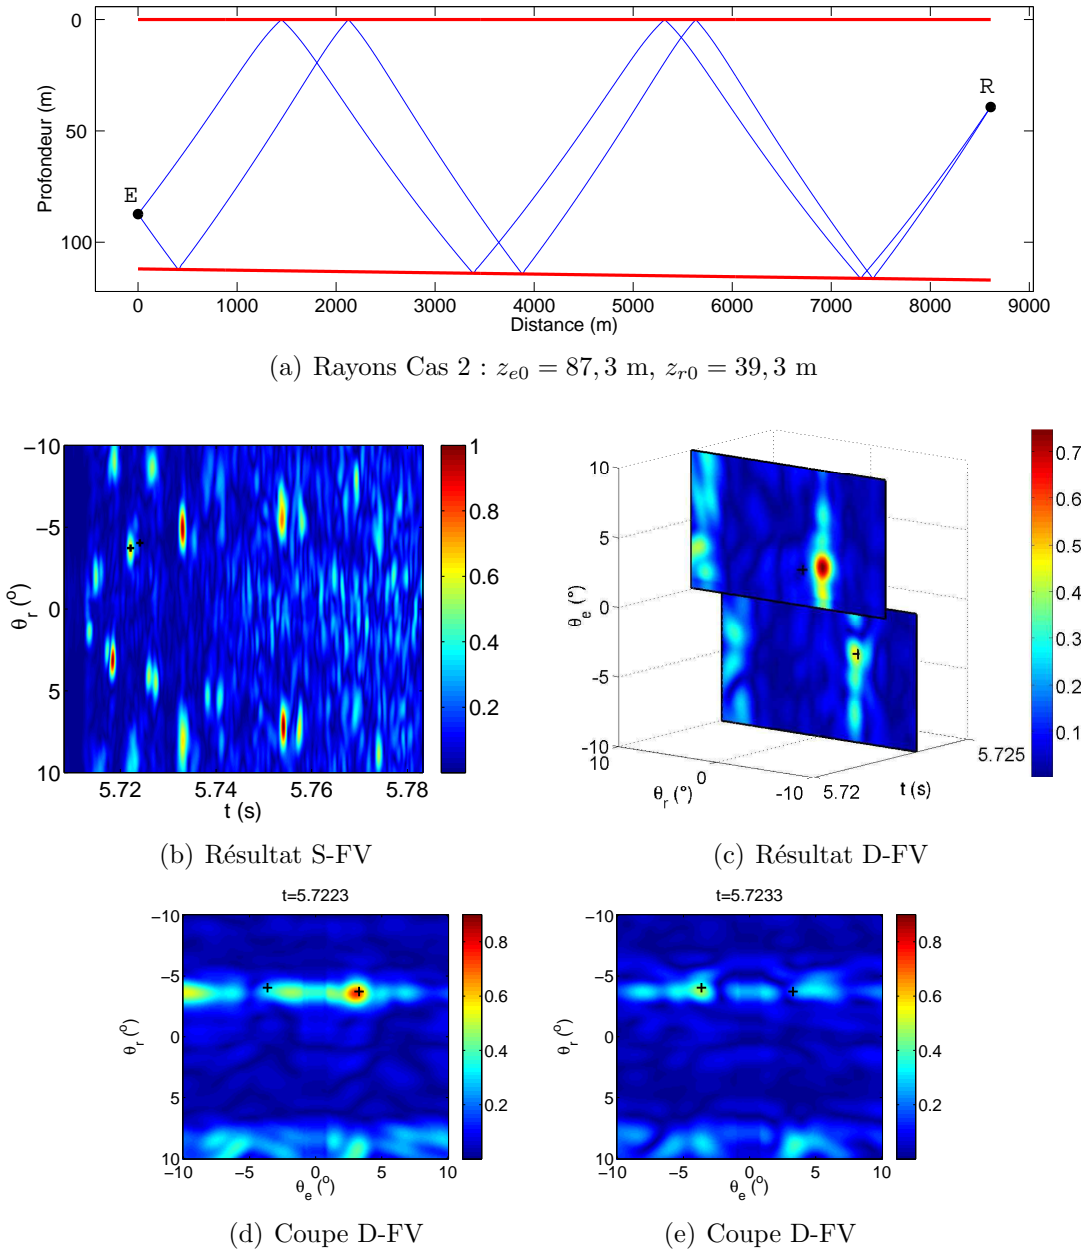 0
50
100
Profondeur (m)
E
R
0 1000 2000 3000 4000 5000 6000 7000 8000 9000
Distance (m)
(a) Rayons Cas 2 : z_{e0} = 87, 3 m, z_{r0} = 39, 3 m
−10
−5
0
5
10
θ_r (°)
5.72 5.74 5.76 5.78
t (s)
1
0.8
0.6
0.4
0.2
10
5
0
-5
-10
θ_e (°)
10 0 -10
θ_r (°)
5.72 5.725
t (s)
0.7
0.6
0.5
0.4
0.3
0.2
0.1
(b) Résultat S-FV
(c) Résultat D-FV
t=5.7223
−10
−5
0
5
10
θ_r (°)
−10 −5 0 5 10
θ_e (°)
0.8
0.6
0.4
0.2
t=5.7233
−10
−5
0
5
10
θ_r (°)
−10 −5 0 5 10
θ_e (°)
0.8
0.6
0.4
0.2
(d) Coupe D-FV
(e) Coupe D-FV